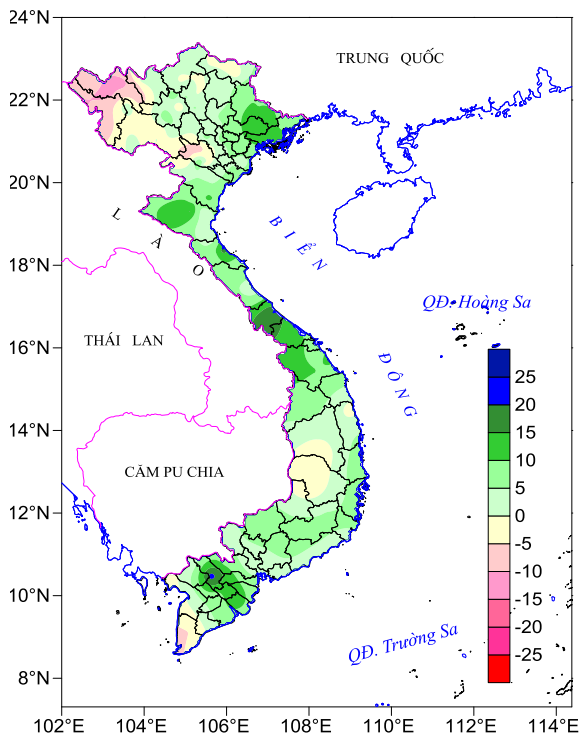 24°N
TRUNG QUỐC
22°N
20°N
LÀO
BIỂN
18°N
QĐ. Hoàng Sa
THÁI LAN
16°N
ĐÔNG
25
20
15
14°N
10
CĂM PU CHIA
5
0
12°N
-5
-10
10°N
-15
-20
QĐ. Trường Sa
-25
8°N
102°E 104°E 106°E 108°E 110°E 112°E 114°E